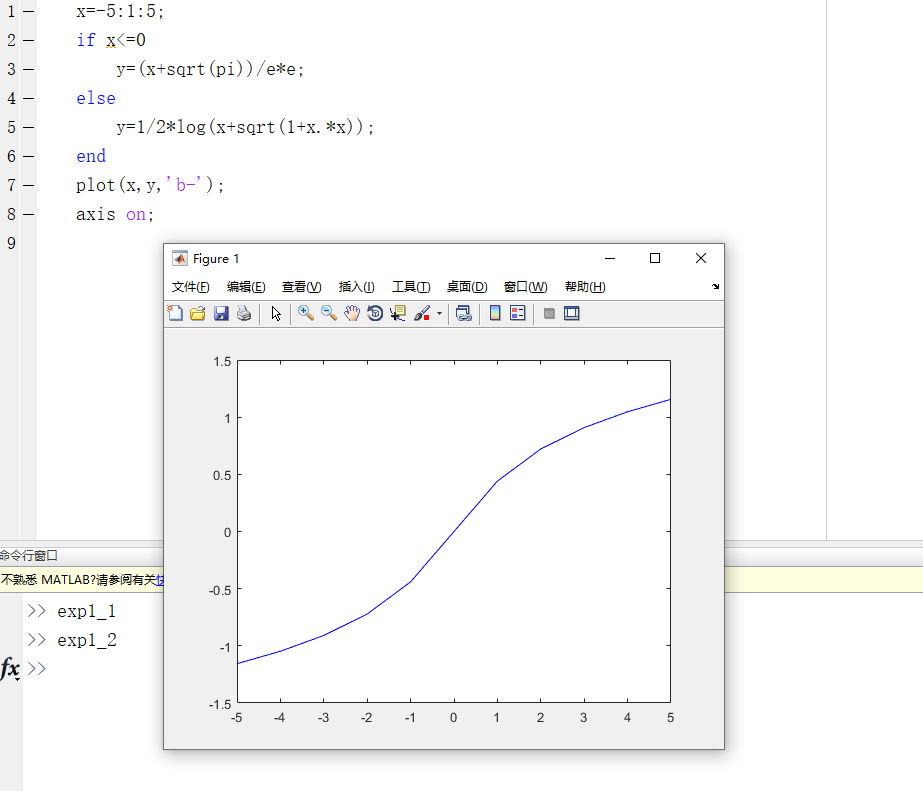 1 x=-5:1:5;
2 if x<=0
3 y=(x+sqrt(pi))/e*e;
4 else
5 y=1/2*log(x+sqrt(1+x.*x));
6 end
7 plot(x,y,'b-');
8 axis on;
9
Figure 1
文件(F) 编辑(E) 查看(V) 插入(I) 工具(T) 桌面(D) 窗口(W) 帮助(H)
1.5
1
0.5
0
-0.5
-1
-1.5
-5 -4 -3 -2 -1 0 1 2 3 4 5
命令行窗口
不熟悉 MATLAB?请参阅有关快
>> exp1_1
>> exp1_2
fx >>